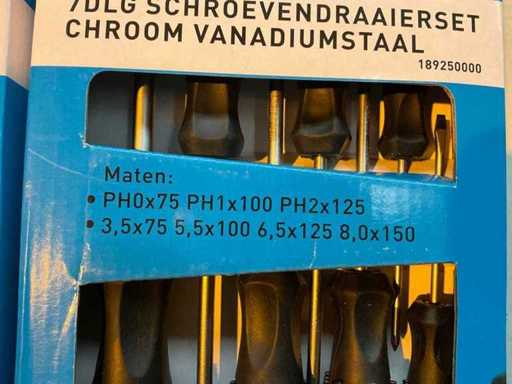 7DLG SCHROEVENDRAAIERSET
CHROOM VANADIUMSTAAL
189250000
Maten:
• PH0x75 PH1x100 PH2x125
• 3,5x75 5,5x100 6,5x125 8,0x150